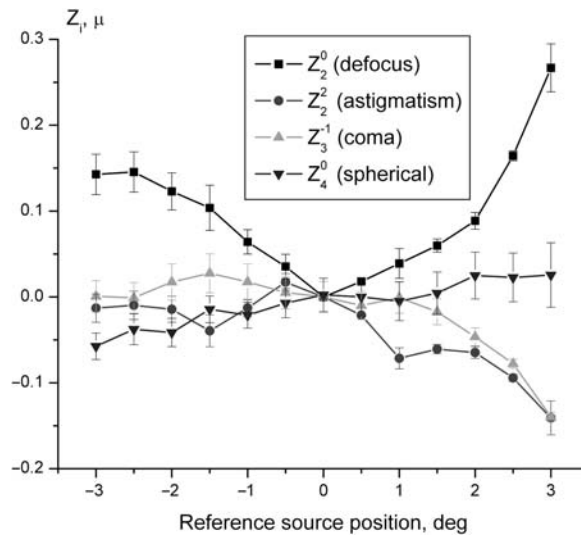 Z_i, μ
0.3
0.2
0.1
0.0
−0.1
−0.2
Z_2^0 (defocus)
Z_2^2 (astigmatism)
Z_3^-1 (coma)
Z_4^0 (spherical)
−3 −2 −1 0 1 2 3
Reference source position, deg